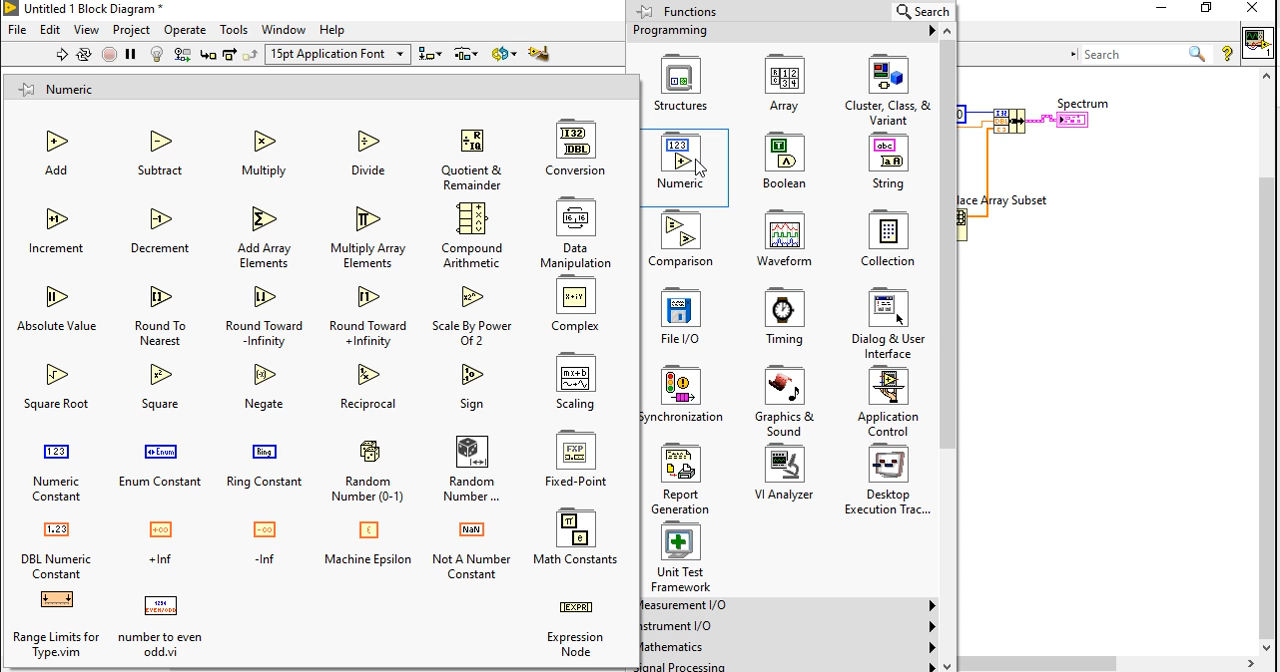 Untitled 1 Block Diagram *
File Edit View Project Operate Tools Window Help
15pt Application Font
Search
Functions
Search
Programming
Structures
Array
Cluster, Class, &
Variant
Numeric
Boolean
String
Comparison
Waveform
Collection
File I/O
Timing
Dialog & User
Interface
Synchronization
Graphics &
Sound
Application
Control
Report
Generation
VI Analyzer
Desktop
Execution Trac...
Unit Test
Framework
Measurement I/O
nstrument I/O
Mathematics
Signal Processing
Numeric
Add
Subtract
Multiply
Divide
Quotient &
Remainder
Conversion
Increment
Decrement
Add Array
Elements
Multiply Array
Elements
Compound
Arithmetic
Data
Manipulation
Absolute Value
Round To
Nearest
Round Toward
-Infinity
Round Toward
+Infinity
Scale By Power
Of 2
Complex
Square Root
Square
Negate
Reciprocal
Sign
Scaling
Numeric
Constant
Enum Constant
Ring Constant
Random
Number (0-1)
Random
Number ...
Fixed-Point
DBL Numeric
Constant
+Inf
-Inf
Machine Epsilon
Not A Number
Constant
Math Constants
Range Limits for
Type.vim
number to even
odd.vi
Expression
Node
Spectrum
lace Array Subset